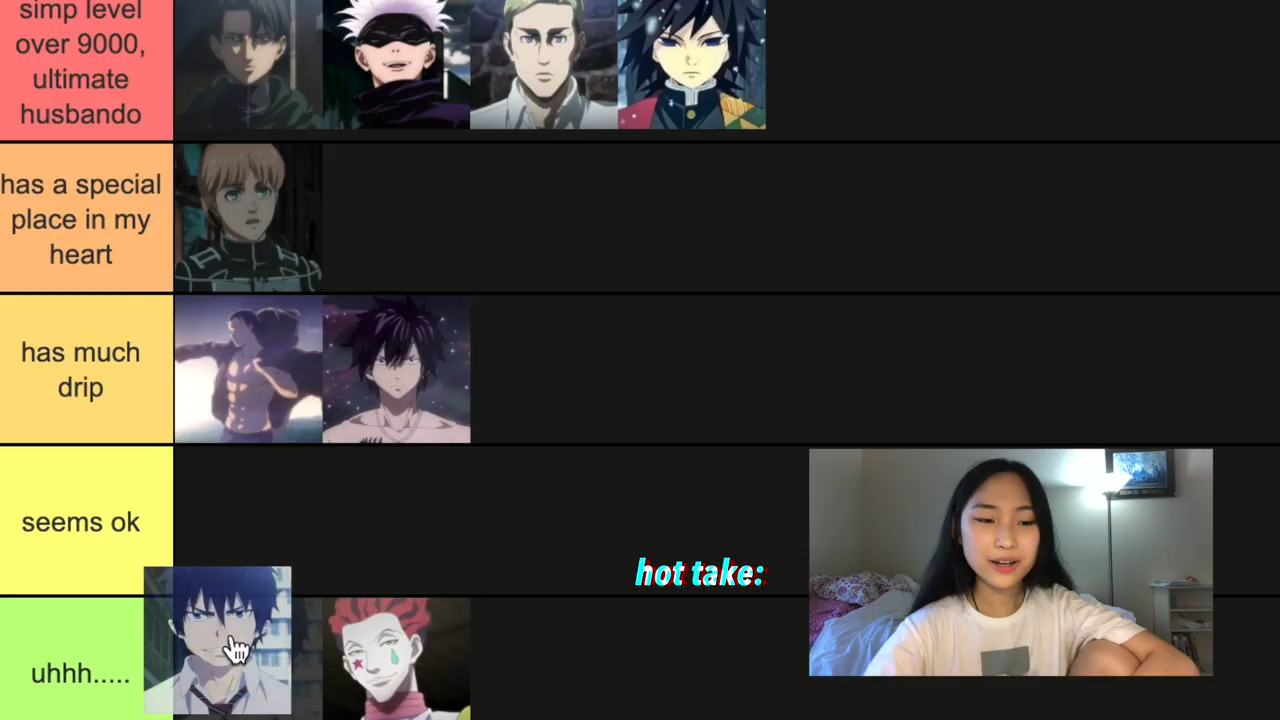 simp level
over 9000,
ultimate
husbando
has a special
place in my
heart
has much
drip
seems ok
hot take:
uhhh.....